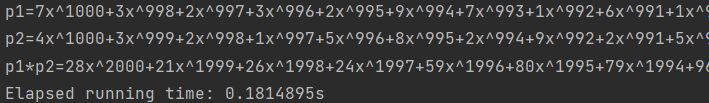 p1=7x^1000+3x^998+2x^997+3x^996+2x^995+9x^994+7x^993+1x^992+6x^991+1x^9
p2=4x^1000+3x^999+2x^998+1x^997+5x^996+8x^995+2x^994+9x^992+2x^991+5x^9
p1*p2=28x^2000+21x^1999+26x^1998+24x^1997+59x^1996+80x^1995+79x^1994+96
Elapsed running time: 0.1814895s